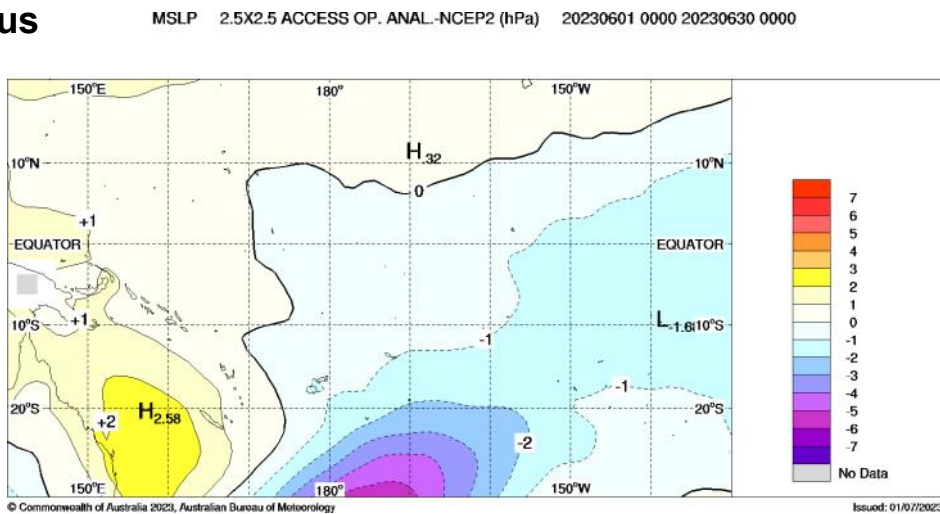 us
MSLP 2.5X2.5 ACCESS OP. ANAL.-NCEP2 (hPa) 20230601 0000 20230630 0000
150°E 180° 150°W
10°N H.32 10°N
0
+1
EQUATOR EQUATOR
+1 L-1.6 10°S
10°S
-1
-1
20°S H2.58 20°S
+2
-2
150°E 180° 150°W
7
6
5
4
3
2
1
0
-1
-2
-3
-4
-5
-6
-7
No Data
© Commonwealth of Australia 2023, Australian Bureau of Meteorology Issued: 01/07/2023